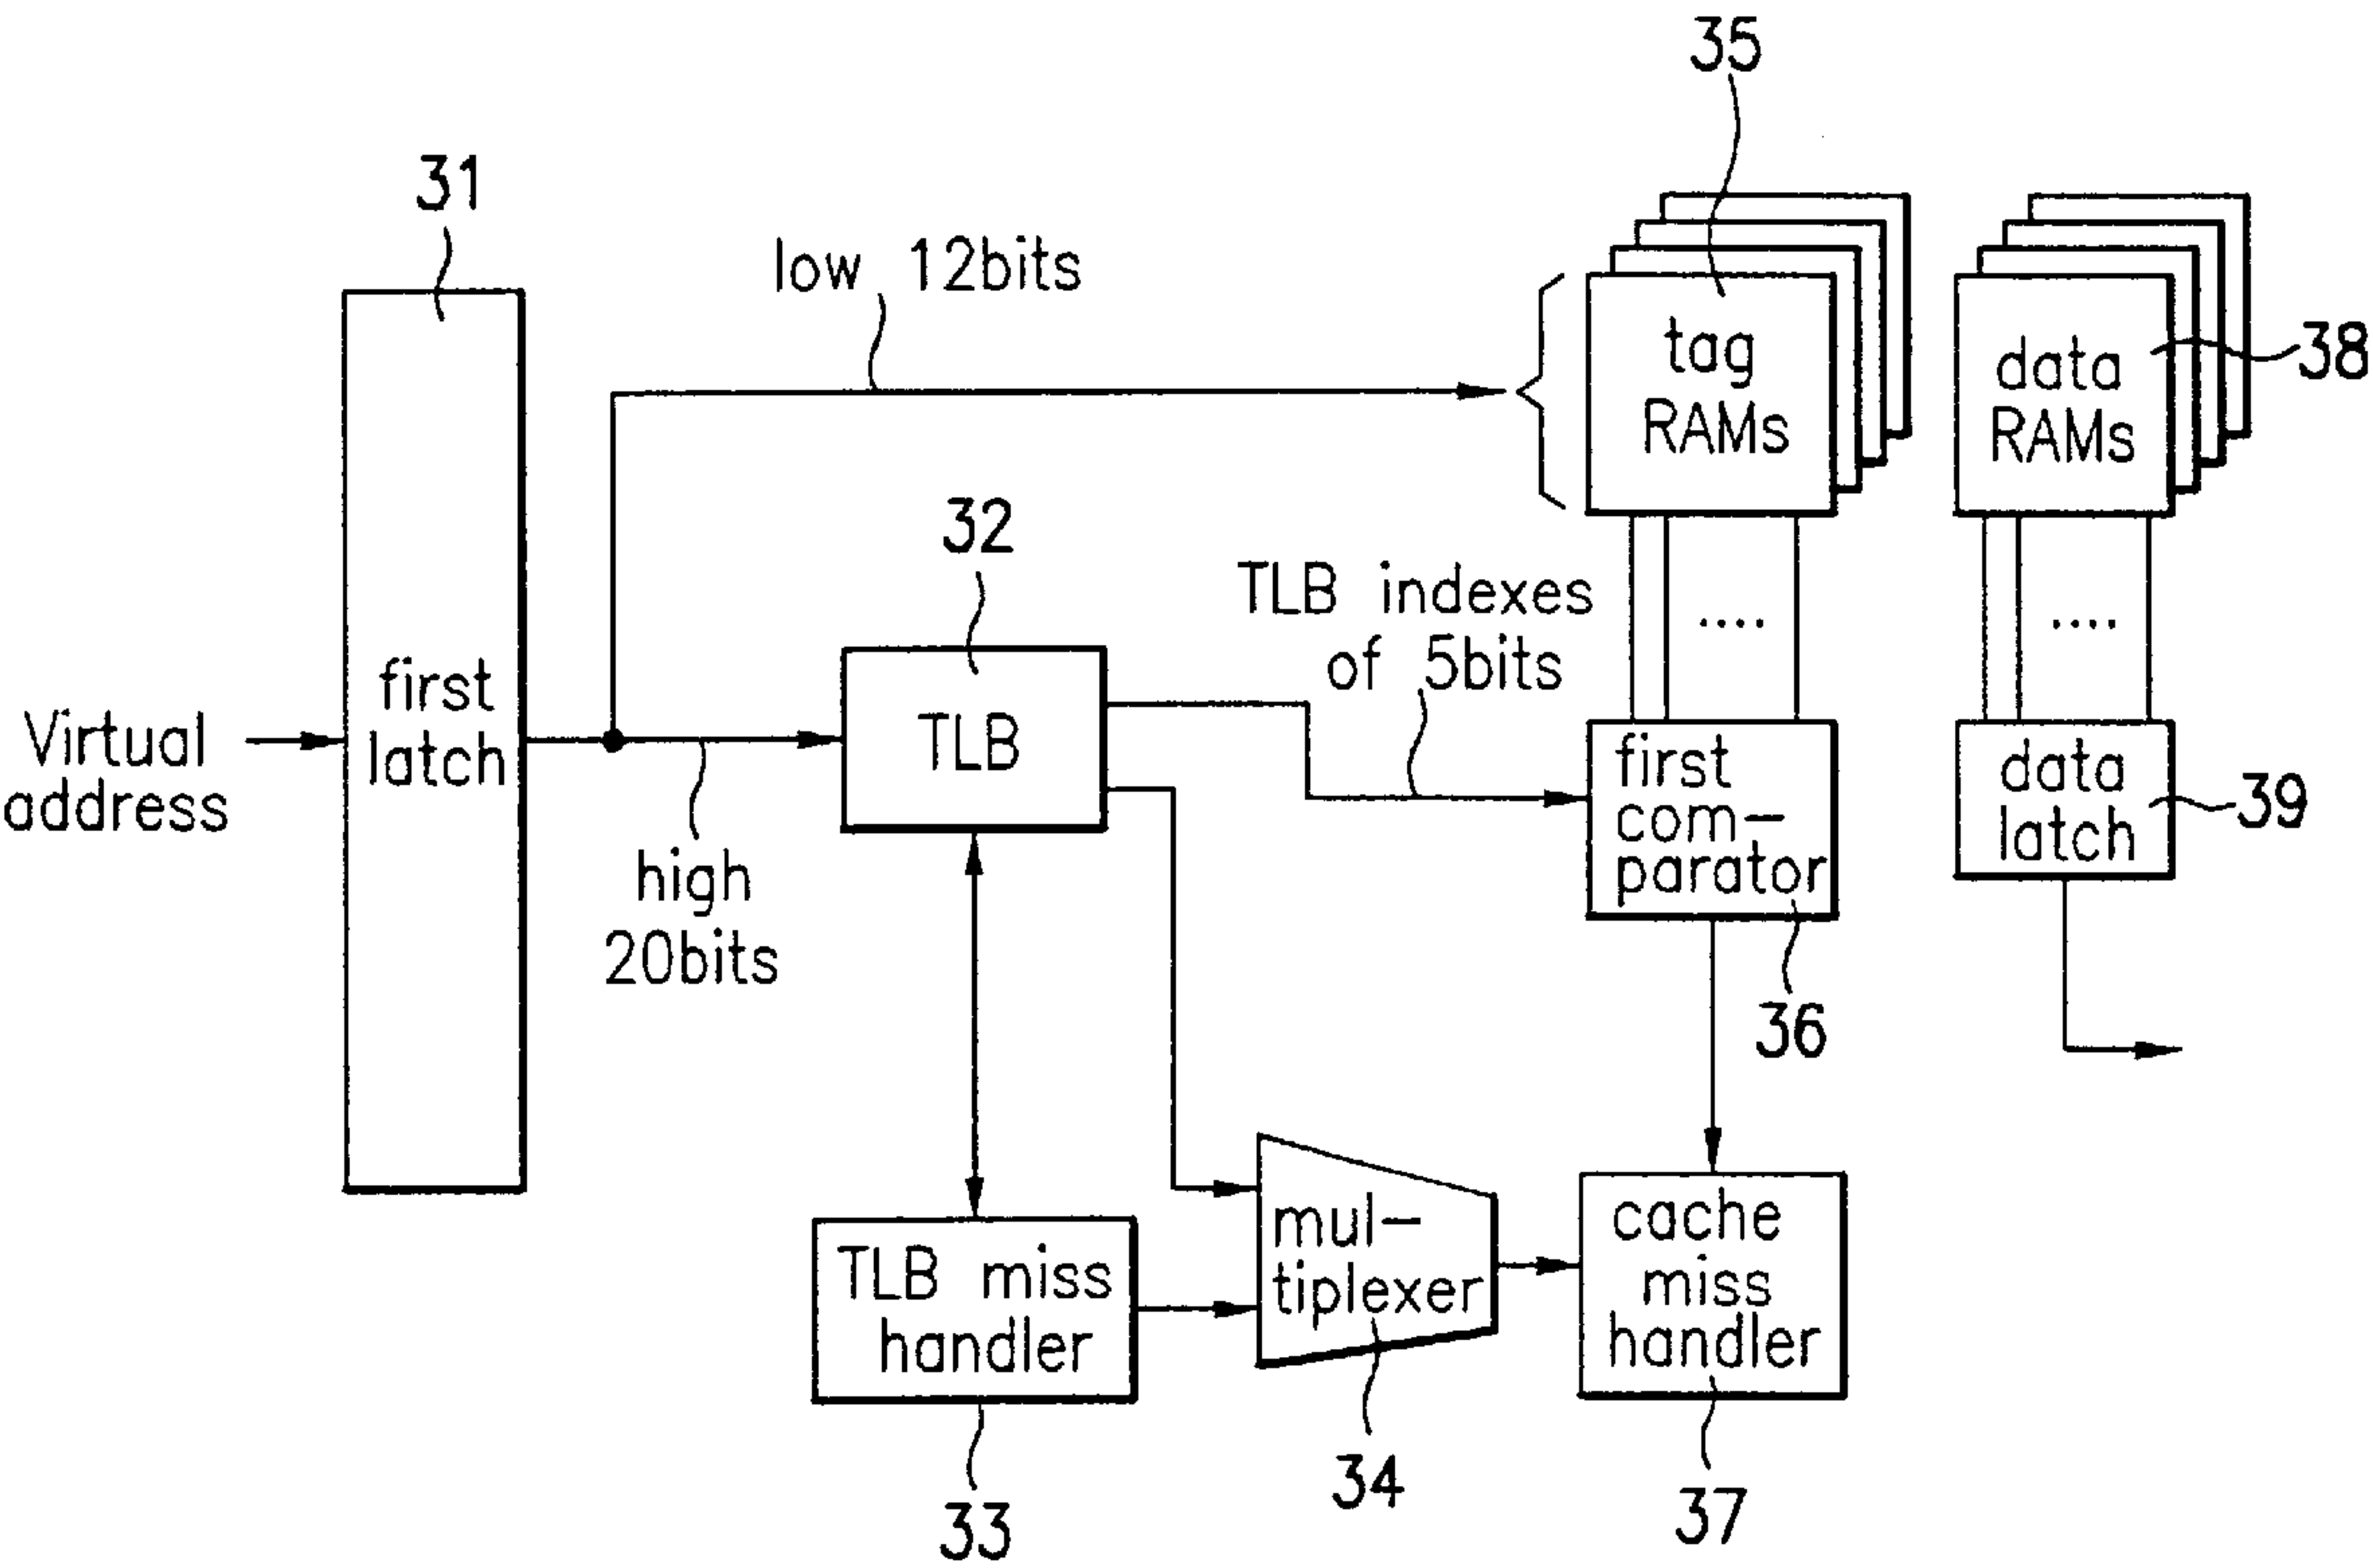 35
31
low 12bits
tag
RAMs
data
RAMs
38
32
TLB indexes
of 5bits
....
....
first
latch
Virtual
address
TLB
high
20bits
first
com-
parator
data
latch
39
36
mul-
tiplexer
cache
miss
handler
TLB miss
handler
34
37
33